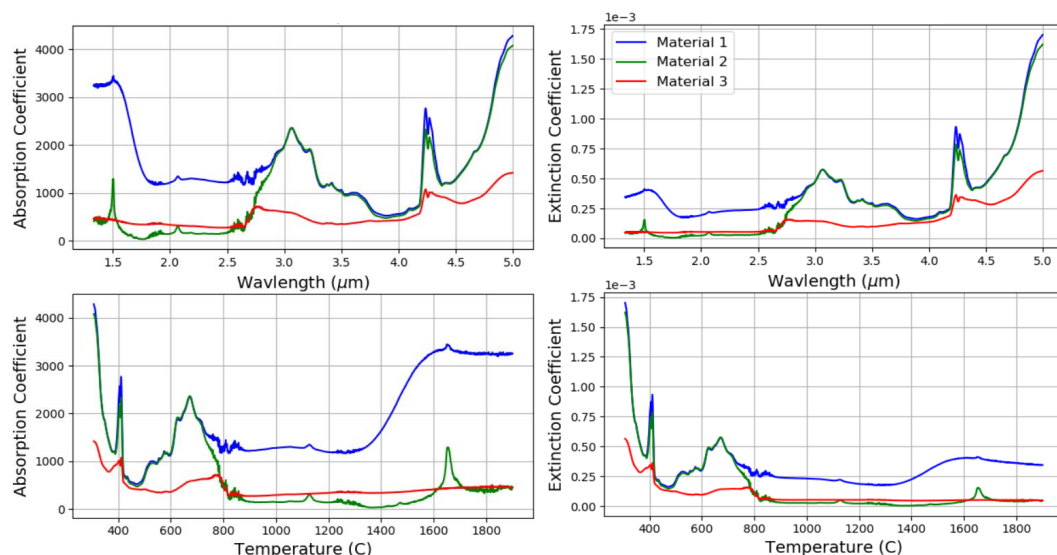 1e−3
Absorption Coefficient
4000
3000
2000
1000
0
1.5 2.0 2.5 3.0 3.5 4.0 4.5 5.0
Wavlength (μm)
Extinction Coefficient
1.75
1.50
1.25
1.00
0.75
0.50
0.25
0.00
Material 1
Material 2
Material 3
1.5 2.0 2.5 3.0 3.5 4.0 4.5 5.0
Wavlength (μm)
Absorption Coefficient
4000
3000
2000
1000
0
400 600 800 1000 1200 1400 1600 1800
Temperature (C)
1e−3
Extinction Coefficient
1.75
1.50
1.25
1.00
0.75
0.50
0.25
0.00
400 600 800 1000 1200 1400 1600 1800
Temperature (C)